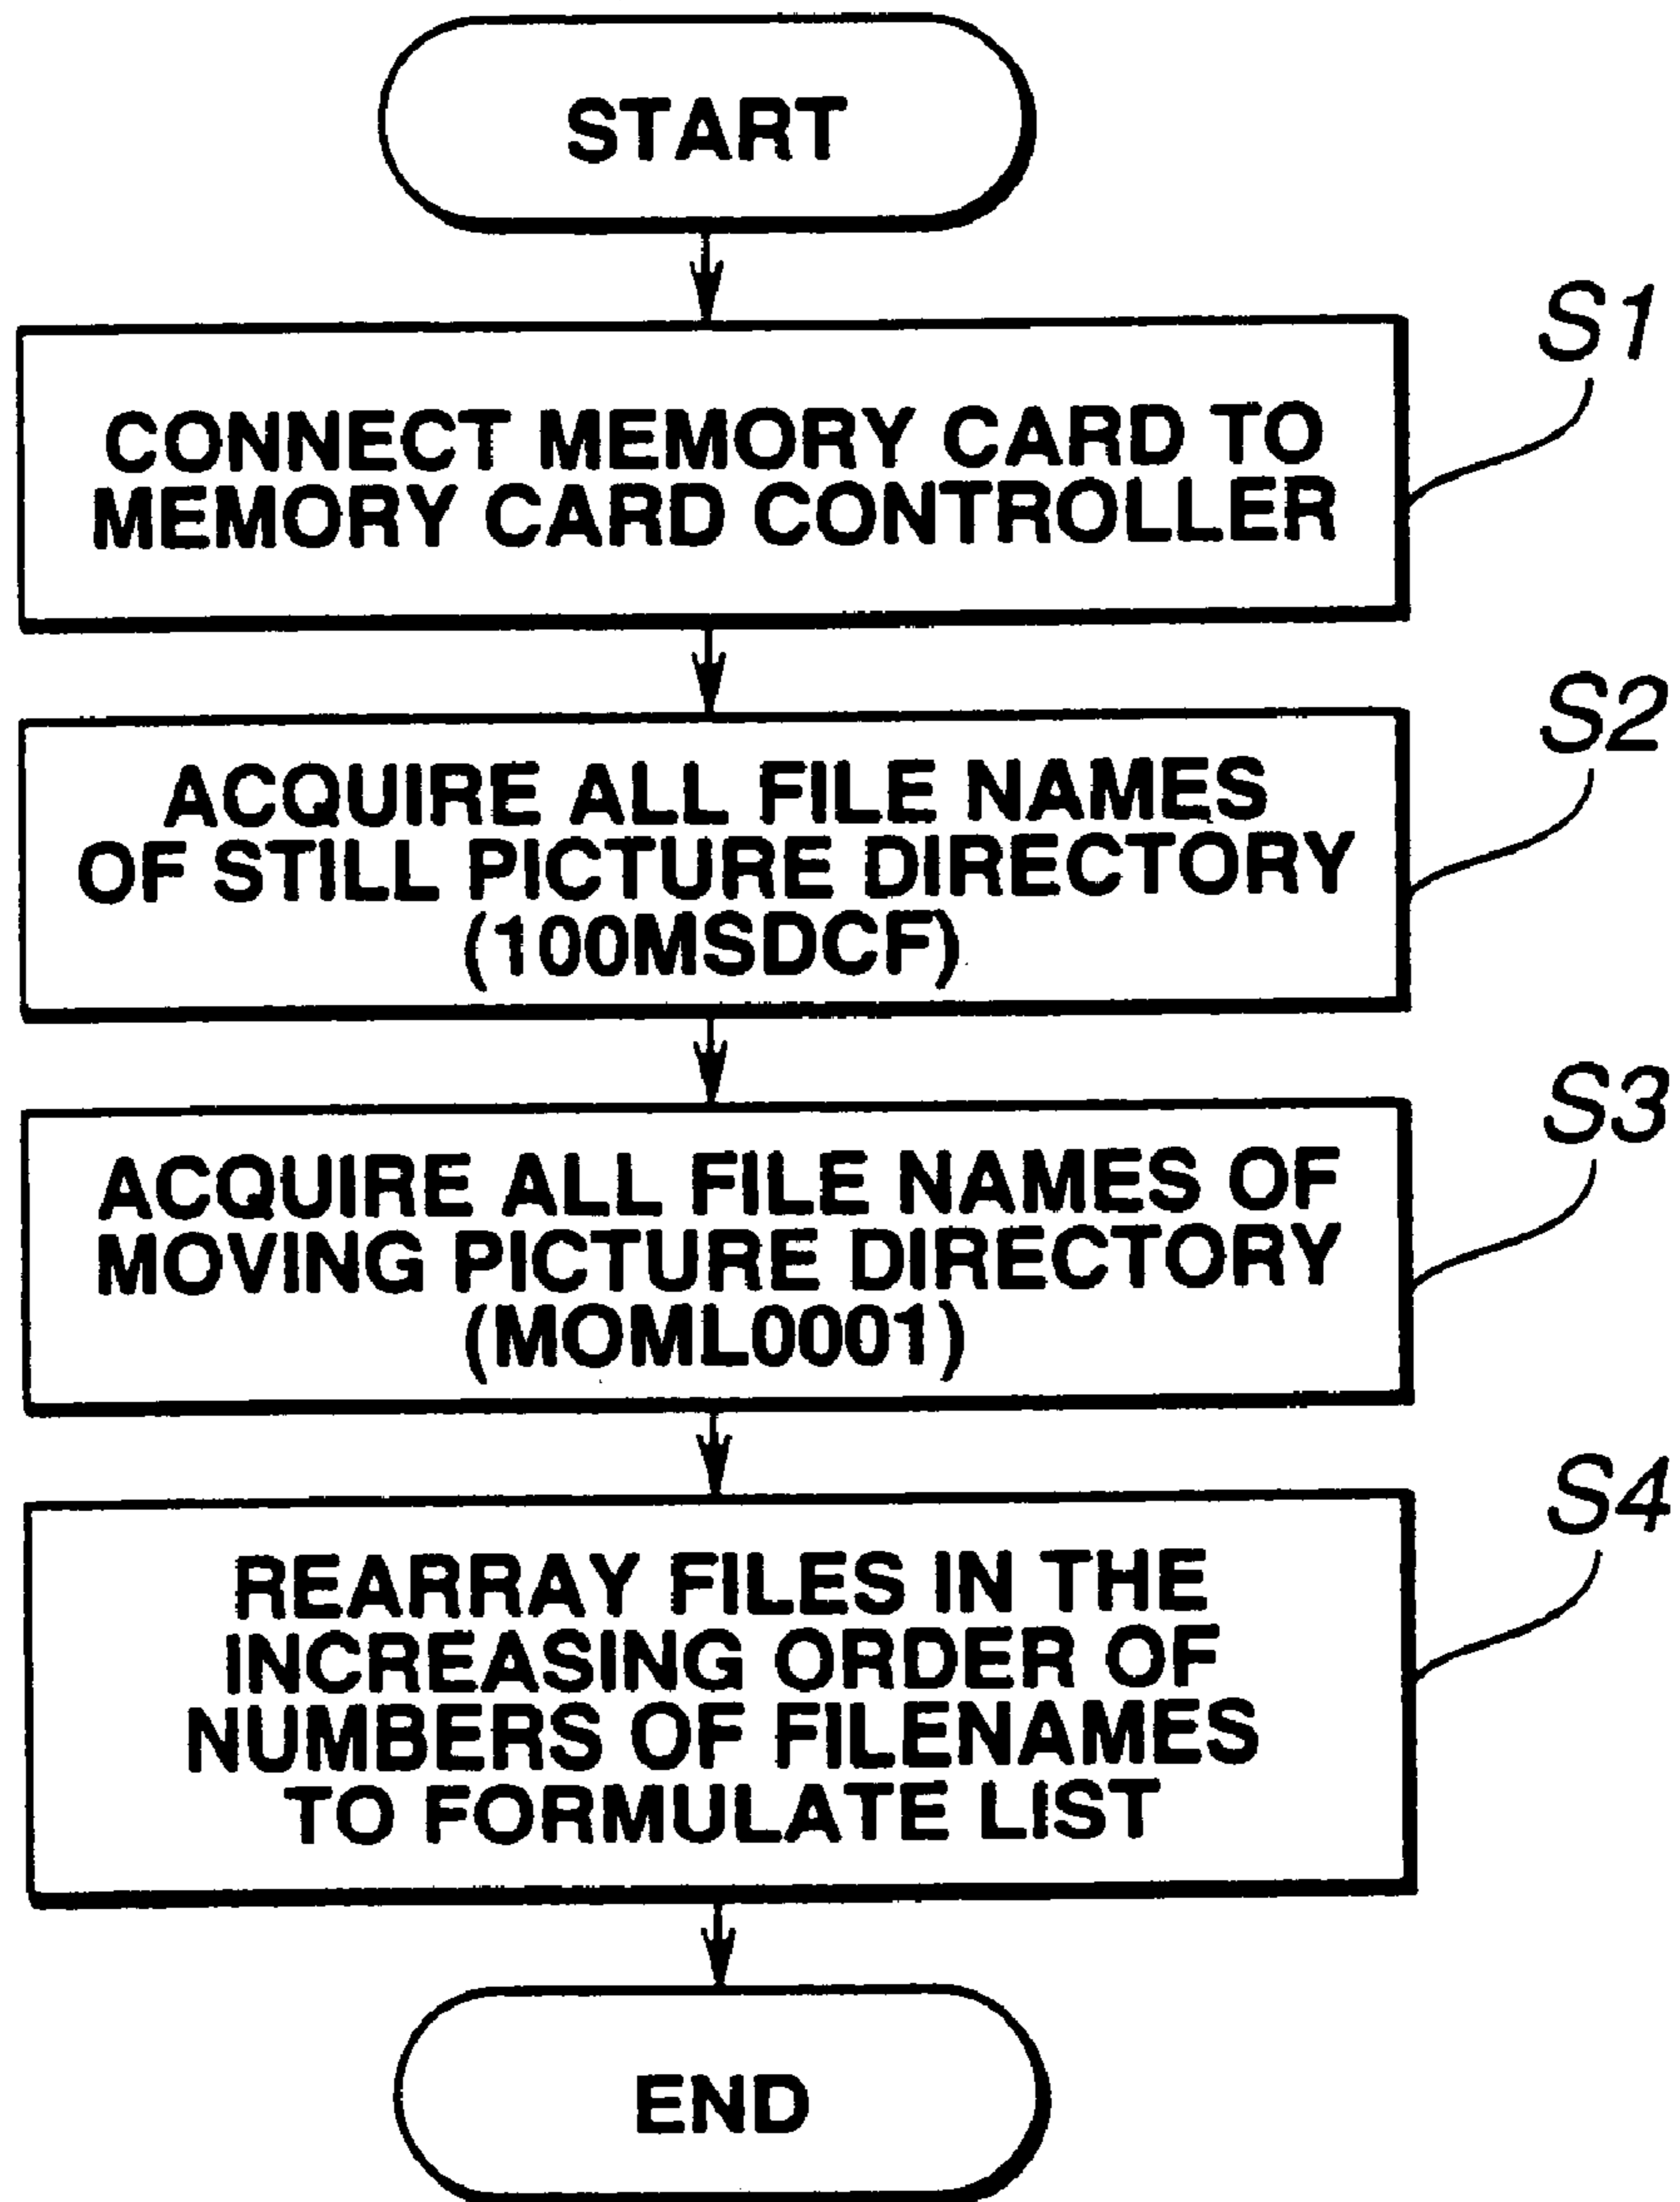 START
S1
CONNECT MEMORY CARD TO
MEMORY CARD CONTROLLER
S2
ACQUIRE ALL FILE NAMES
OF STILL PICTURE DIRECTORY
(100MSDCF)
S3
ACQUIRE ALL FILE NAMES OF
MOVING PICTURE DIRECTORY
(MOML0001)
S4
REARRAY FILES IN THE
INCREASING ORDER OF
NUMBERS OF FILENAMES
TO FORMULATE LIST
END